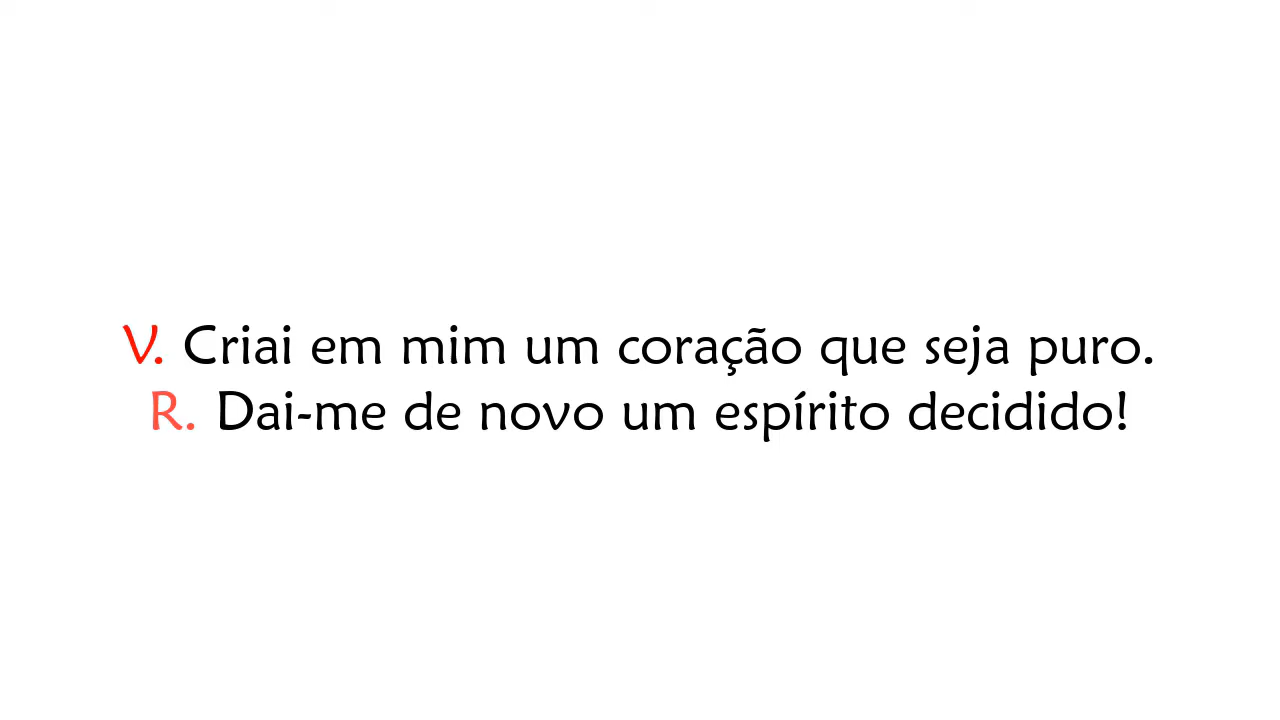 V. Criai em mim um coração que seja puro.
R. Dai-me de novo um espírito decidido!